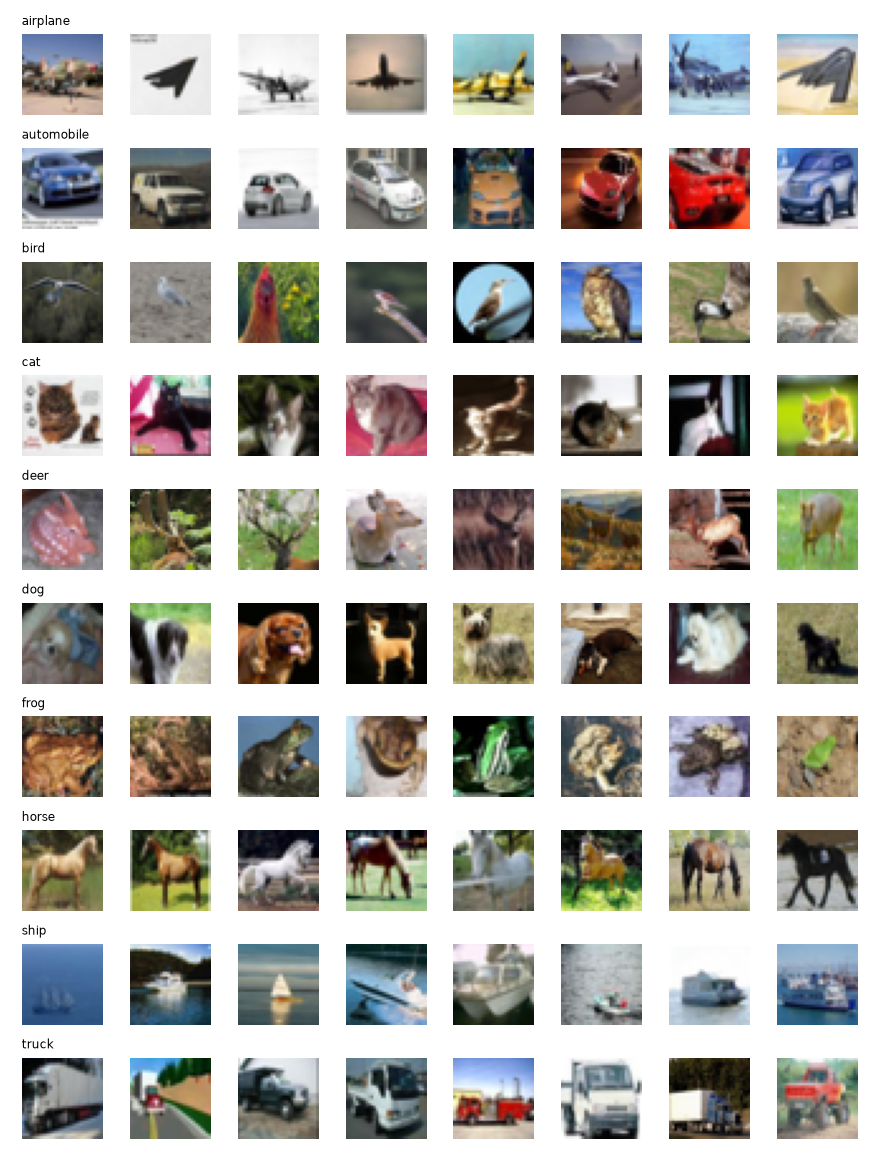 airplane
automobile
bird
cat
deer
dog
frog
horse
ship
truck